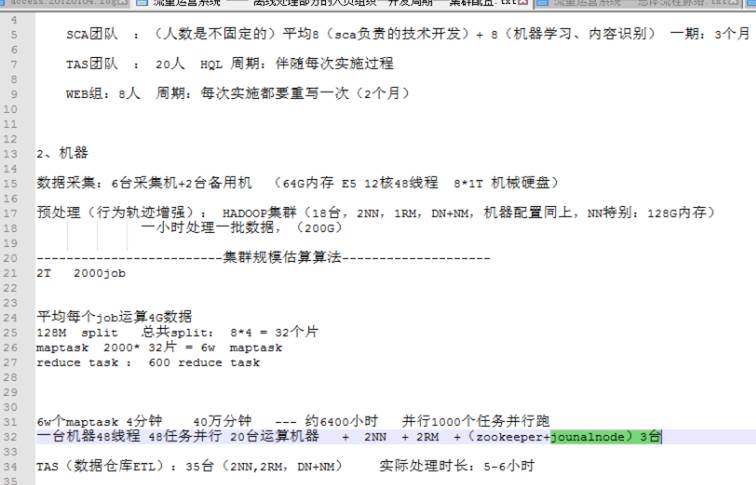 access.20120104.log
流量运营系统 —— 离线处理部分的人员组织—开发周期——集群配置.txt
4
5 SCA团队 ：（人数是不固定的）平均8（sca负责的技术开发）+ 8（机器学习、内容识别） 一期：3个月
6
7 TAS团队 ： 20人 HQL 周期：伴随每次实施过程
8
9 WEB组：8人 周期：每次实施都要重写一次（2个月）
10
11
12
13 2、机器
14
15 数据采集：6台采集机+2台备用机 （64G内存 E5 12核48线程 8*1T 机械硬盘）
16
17 预处理（行为轨迹增强）： HADOOP集群（18台，2NN，1RM，DN+NM，机器配置同上，NN特别：128G内存）
18 一小时处理一批数据，（200G）
19
20 -------------------------集群规模估算算法--------------------
21 2T 2000job
22
23
24 平均每个job运算4G数据
25 128M split 总共split： 8*4 = 32个片
26 maptask 2000* 32片 = 6w maptask
27 reduce task ： 600 reduce task
28
29
30
31 6w个maptask 4分钟 40万分钟 --- 约6400小时 并行1000个任务并行跑
32 一台机器48线程 48任务并行 20台运算机器 + 2NN + 2RM +（zookeeper+jounalnode）3台
33
34 TAS（数据仓库ETL）：35台（2NN,2RM，DN+NM） 实际处理时长：5-6小时
35